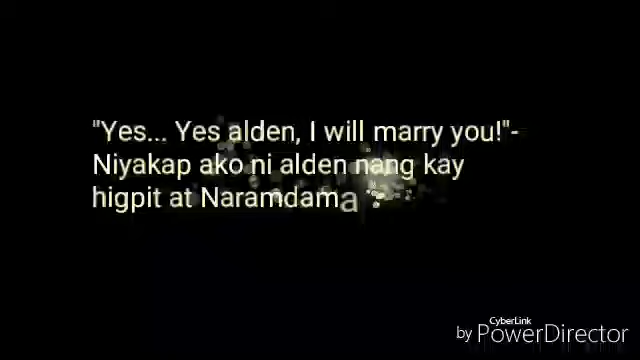 "Yes... Yes alden, I will marry you!"-
Niyakap ako ni alden nang kay
higpit at Naramdama
CyberLink
by PowerDirector